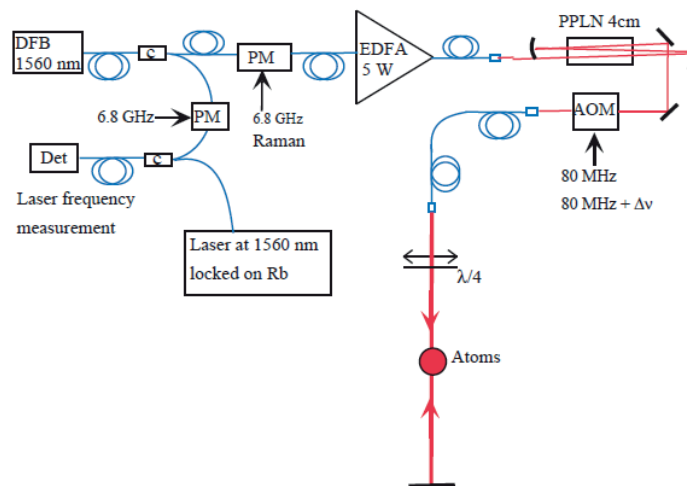 DFB
1560 nm
C
PM
EDFA
5 W
PPLN 4cm
6.8 GHz
PM
6.8 GHz
Raman
AOM
Det
C
80 MHz
80 MHz + Δν
Laser frequency
measurement
Laser at 1560 nm
locked on Rb
λ/4
Atoms